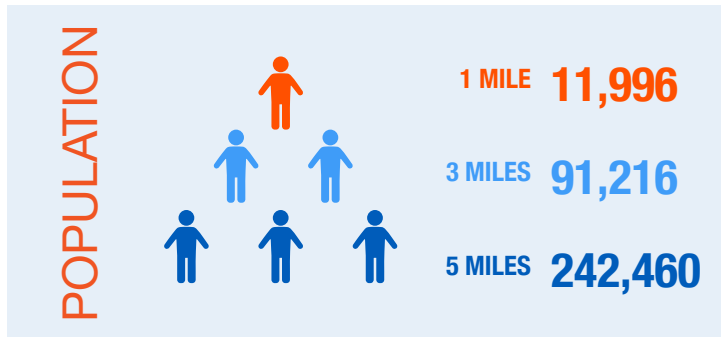 POPULATION
1 MILE 11,996
3 MILES 91,216
5 MILES 242,460